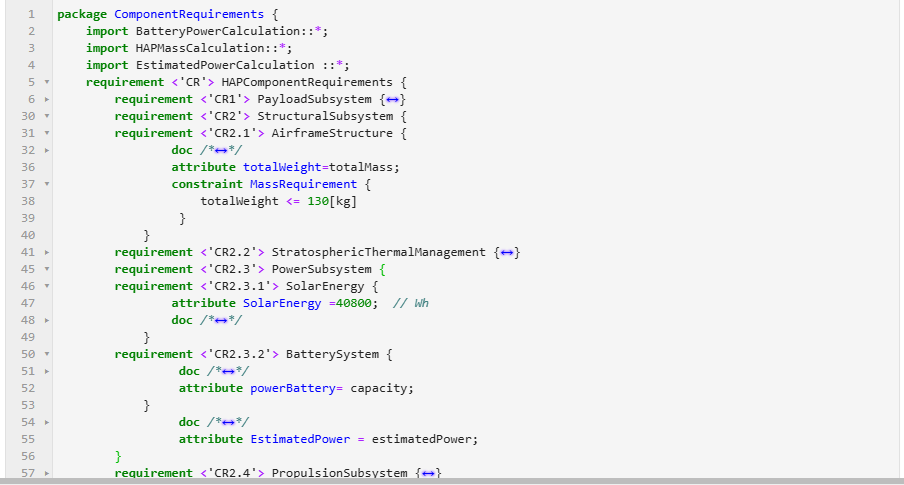 1 package ComponentRequirements {
2 import BatteryPowerCalculation::*;
3 import HAPMassCalculation::*;
4 import EstimatedPowerCalculation ::*;
5 requirement <'CR'> HAPComponentRequirements {
6 requirement <'CR1'> PayloadSubsystem {↔}
30 requirement <'CR2'> StructuralSubsystem {
31 requirement <'CR2.1'> AirframeStructure {
32 doc /*↔*/
36 attribute totalWeight=totalMass;
37 constraint MassRequirement {
38 totalWeight <= 130[kg]
39 }
40 }
41 requirement <'CR2.2'> StratosphericThermalManagement {↔}
45 requirement <'CR2.3'> PowerSubsystem {
46 requirement <'CR2.3.1'> SolarEnergy {
47 attribute SolarEnergy =40800; // Wh
48 doc /*↔*/
49 }
50 requirement <'CR2.3.2'> BatterySystem {
51 doc /*↔*/
52 attribute powerBattery= capacity;
53 }
54 doc /*↔*/
55 attribute EstimatedPower = estimatedPower;
56 }
57 requirement <'CR2.4'> PropulsionSubsystem {↔}